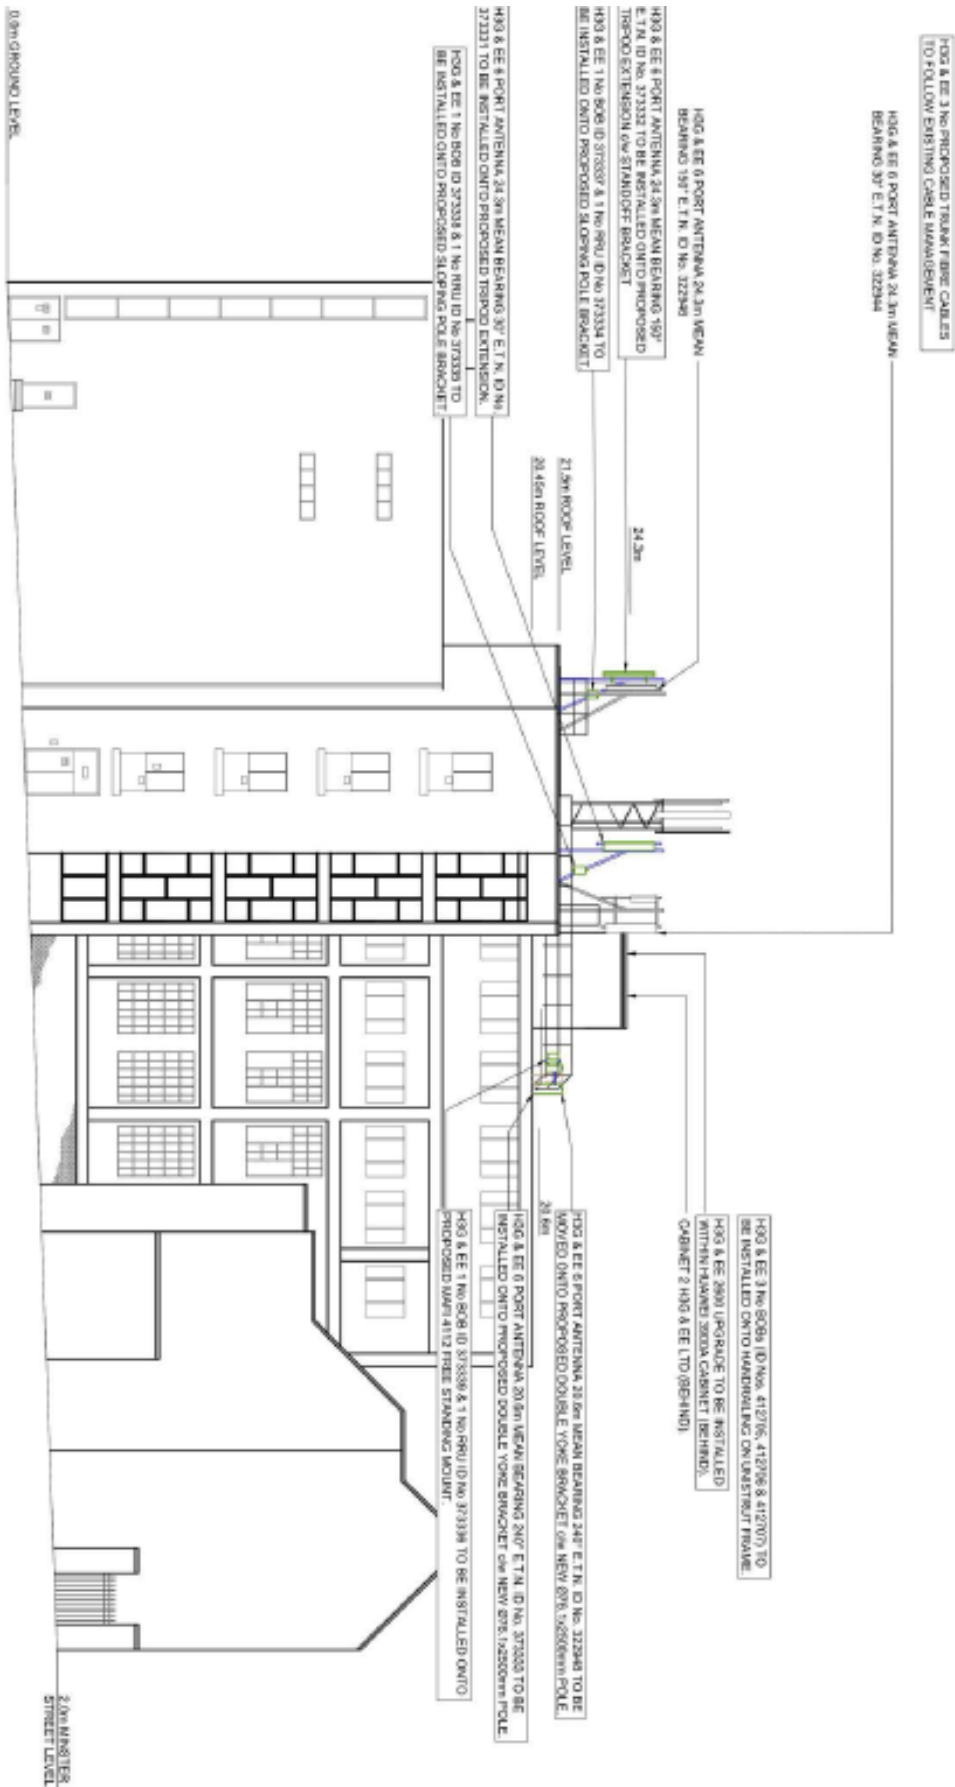 H3G & EE 3 No PROPOSED TRUNK FIBRE CABLES
TO FOLLOW EXISTING CABLE MANAGEMENT
H3G & EE 6 PORT ANTENNA 24.3m MEAN
BEARING 30° E.T.N. ID No. 322944
H3G & EE 6 PORT ANTENNA 24.3m MEAN
BEARING 150° E.T.N. ID No.
H3G & EE 6 PORT ANTENNA 24.3m MEAN BEARING 150°
E.T.N. ID No. 373332 TO BE INSTALLED ONTO PROPOSED
TRIPOD EXTENSION c/w STANDOFF BRACKET
H3G & EE 1 No BOB ID 373337 & 1 No RRU ID No 373334 TO
BE INSTALLED ONTO PROPOSED SLOPING POLE BRACKET
H3G & EE 6 PORT ANTENNA 24.3m MEAN BEARING 30° E.T.N. ID No.
373331 TO BE INSTALLED ONTO PROPOSED TRIPOD EXTENSION.
H3G & EE 1 No BOB ID 373338 & 1 No RRU ID No 373335 TO
BE INSTALLED ONTO PROPOSED SLOPING POLE BRACKET
24.3m
21.5m ROOF LEVEL
20.45m ROOF LEVEL
0.0m GROUND LEVEL
H3G & EE 3 No BOBs (ID Nos. 412705, 412706 & 412707) TO
BE INSTALLED ONTO HANDRAILING ON UNISTRUT FRAME.
H3G & EE 2600 UPGRADE TO BE INSTALLED
WITHIN HUAWEI 3900A CABINET (BEHIND).
CABINET 2 H3G & EE LTD (BEHIND).
H3G & EE 6 PORT ANTENNA 20.6m MEAN BEARING 240° E.T.N. ID No. TO BE
MOVED ONTO PROPOSED DOUBLE YOKE BRACKET c/w NEW Ø76.1x2500mm POLE.
20.6m
H3G & EE 6 PORT ANTENNA 20.6m MEAN BEARING 240° E.T.N. ID No. 373333 TO BE
INSTALLED ONTO PROPOSED DOUBLE YOKE BRACKET c/w NEW Ø76.1x2500mm POLE.
H3G & EE 1 No BOB ID 373339 & 1 No RRU ID No 373336 TO BE INSTALLED ONTO
PROPOSED MAFI 4112 FREE STANDING MOUNT.
2.0m MINSTER
STREET LEVEL